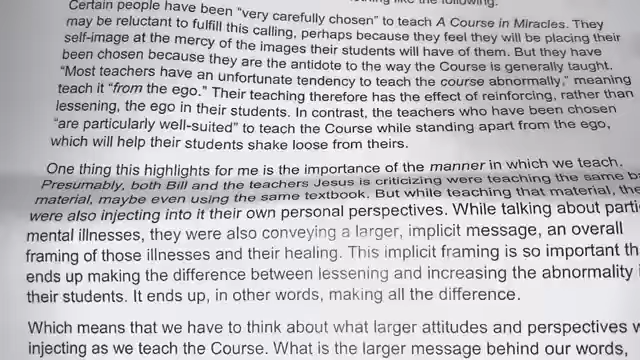 Certain people have been "very carefully chosen" to teach A Course in Miracles. They
may be reluctant to fulfill this calling, perhaps because they feel they will be placing their
self-image at the mercy of the images their students will have of them. But they have
been chosen because they are the antidote to the way the Course is generally taught.
"Most teachers have an unfortunate tendency to teach the course abnormally," meaning
teach it "from the ego." Their teaching therefore has the effect of reinforcing, rather than
lessening, the ego in their students. In contrast, the teachers who have been chosen
"are particularly well-suited" to teach the Course while standing apart from the ego,
which will help their students shake loose from theirs.
One thing this highlights for me is the importance of the manner in which we teach.
Presumably, both Bill and the teachers Jesus is criticizing were teaching the same
material, maybe even using the same textbook. But while teaching that material,
were also injecting into it their own personal perspectives. While talking about
mental illnesses, they were also conveying a larger, implicit message, an overall
framing of those illnesses and their healing. This implicit framing is so important
ends up making the difference between lessening and increasing the abnormality
their students. It ends up, in other words, making all the difference.
Which means that we have to think about what larger attitudes and perspectives
injecting as we teach the Course. What is the larger message behind our words,